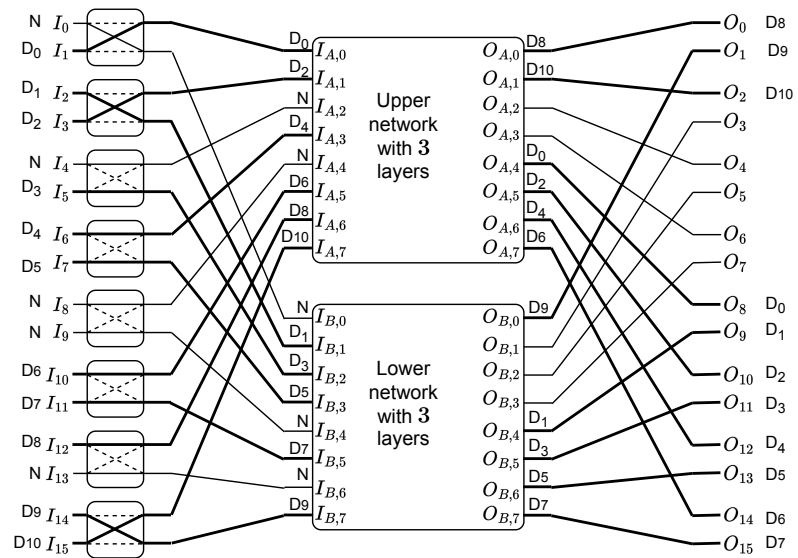 N I0 D0 IA,0 OA,0 D8 O0 D8
D0 I1 D2 IA,1 OA,1 D10 O1 D9
D1 I2 N IA,2 OA,2 O2 D10
D2 I3 D4 IA,3 OA,3 O3
N I4 N IA,4 OA,4 D0 O4
D3 I5 D6 IA,5 OA,5 D2 O5
D4 I6 D8 IA,6 OA,6 D4 O6
D5 I7 D10 IA,7 OA,7 D6 O7
Upper
network
with 3
layers
N I8 N IB,0 OB,0 D9 O8 D0
N I9 D1 IB,1 OB,1 O9 D1
D6 I10 D3 IB,2 OB,2 O10 D2
D7 I11 D5 IB,3 OB,3 O11 D3
D8 I12 N IB,4 OB,4 D1 O12 D4
N I13 D7 IB,5 OB,5 D3 O13 D5
D9 I14 N IB,6 OB,6 D5 O14 D6
D10 I15 D9 IB,7 OB,7 D7 O15 D7
Lower
network
with 3
layers